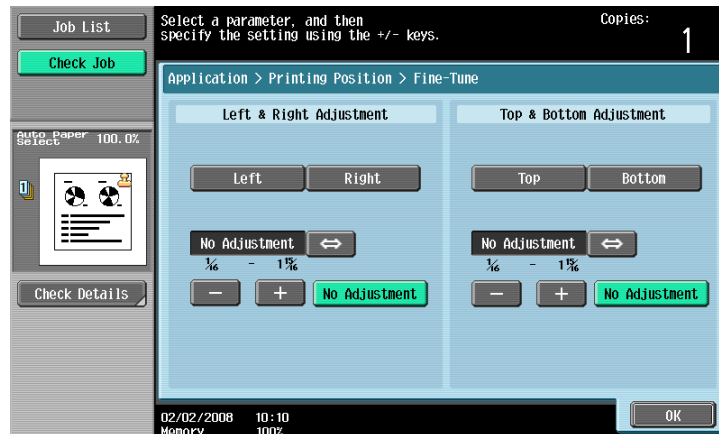 Job List
Check Job
Select a parameter, and then
specify the setting using the +/- keys.
Copies:
1
Application > Printing Position > Fine-Tune
Auto Paper
Select
100.0%
1
Check Details
Left & Right Adjustment
Left
Right
No Adjustment
⇔
1/16 - 1 15/16
−
+
No Adjustment
Top & Bottom Adjustment
Top
Bottom
No Adjustment
⇔
1/16 - 1 15/16
−
+
No Adjustment
02/02/2008 10:10
Memory 100%
OK